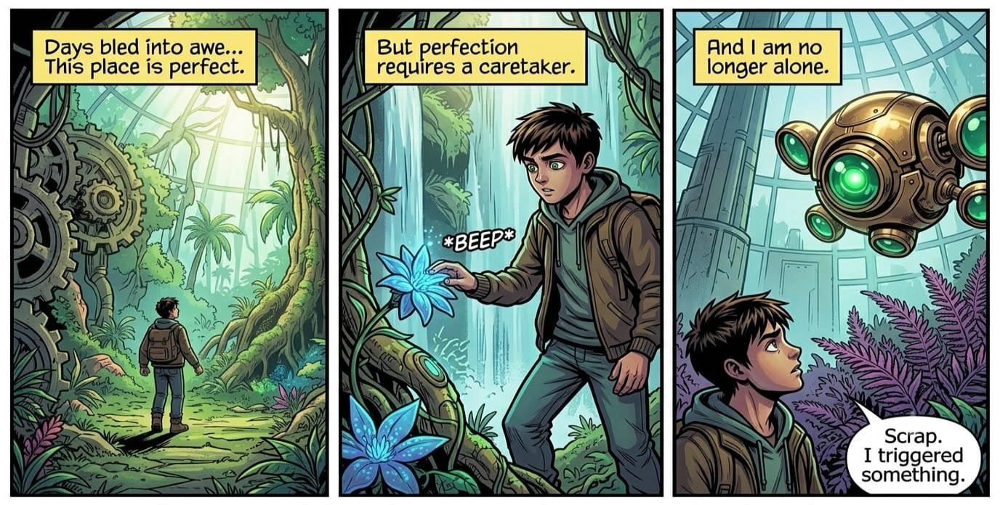 Days bled into awe...
This place is perfect.
But perfection
requires a caretaker.
*BEEP*
And I am no
longer alone.
Scrap.
I triggered
something.